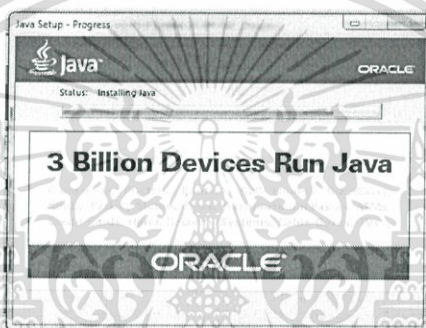 Java Setup - Progress
Java
ORACLE
Status: Installing Java
3 Billion Devices Run Java
ORACLE